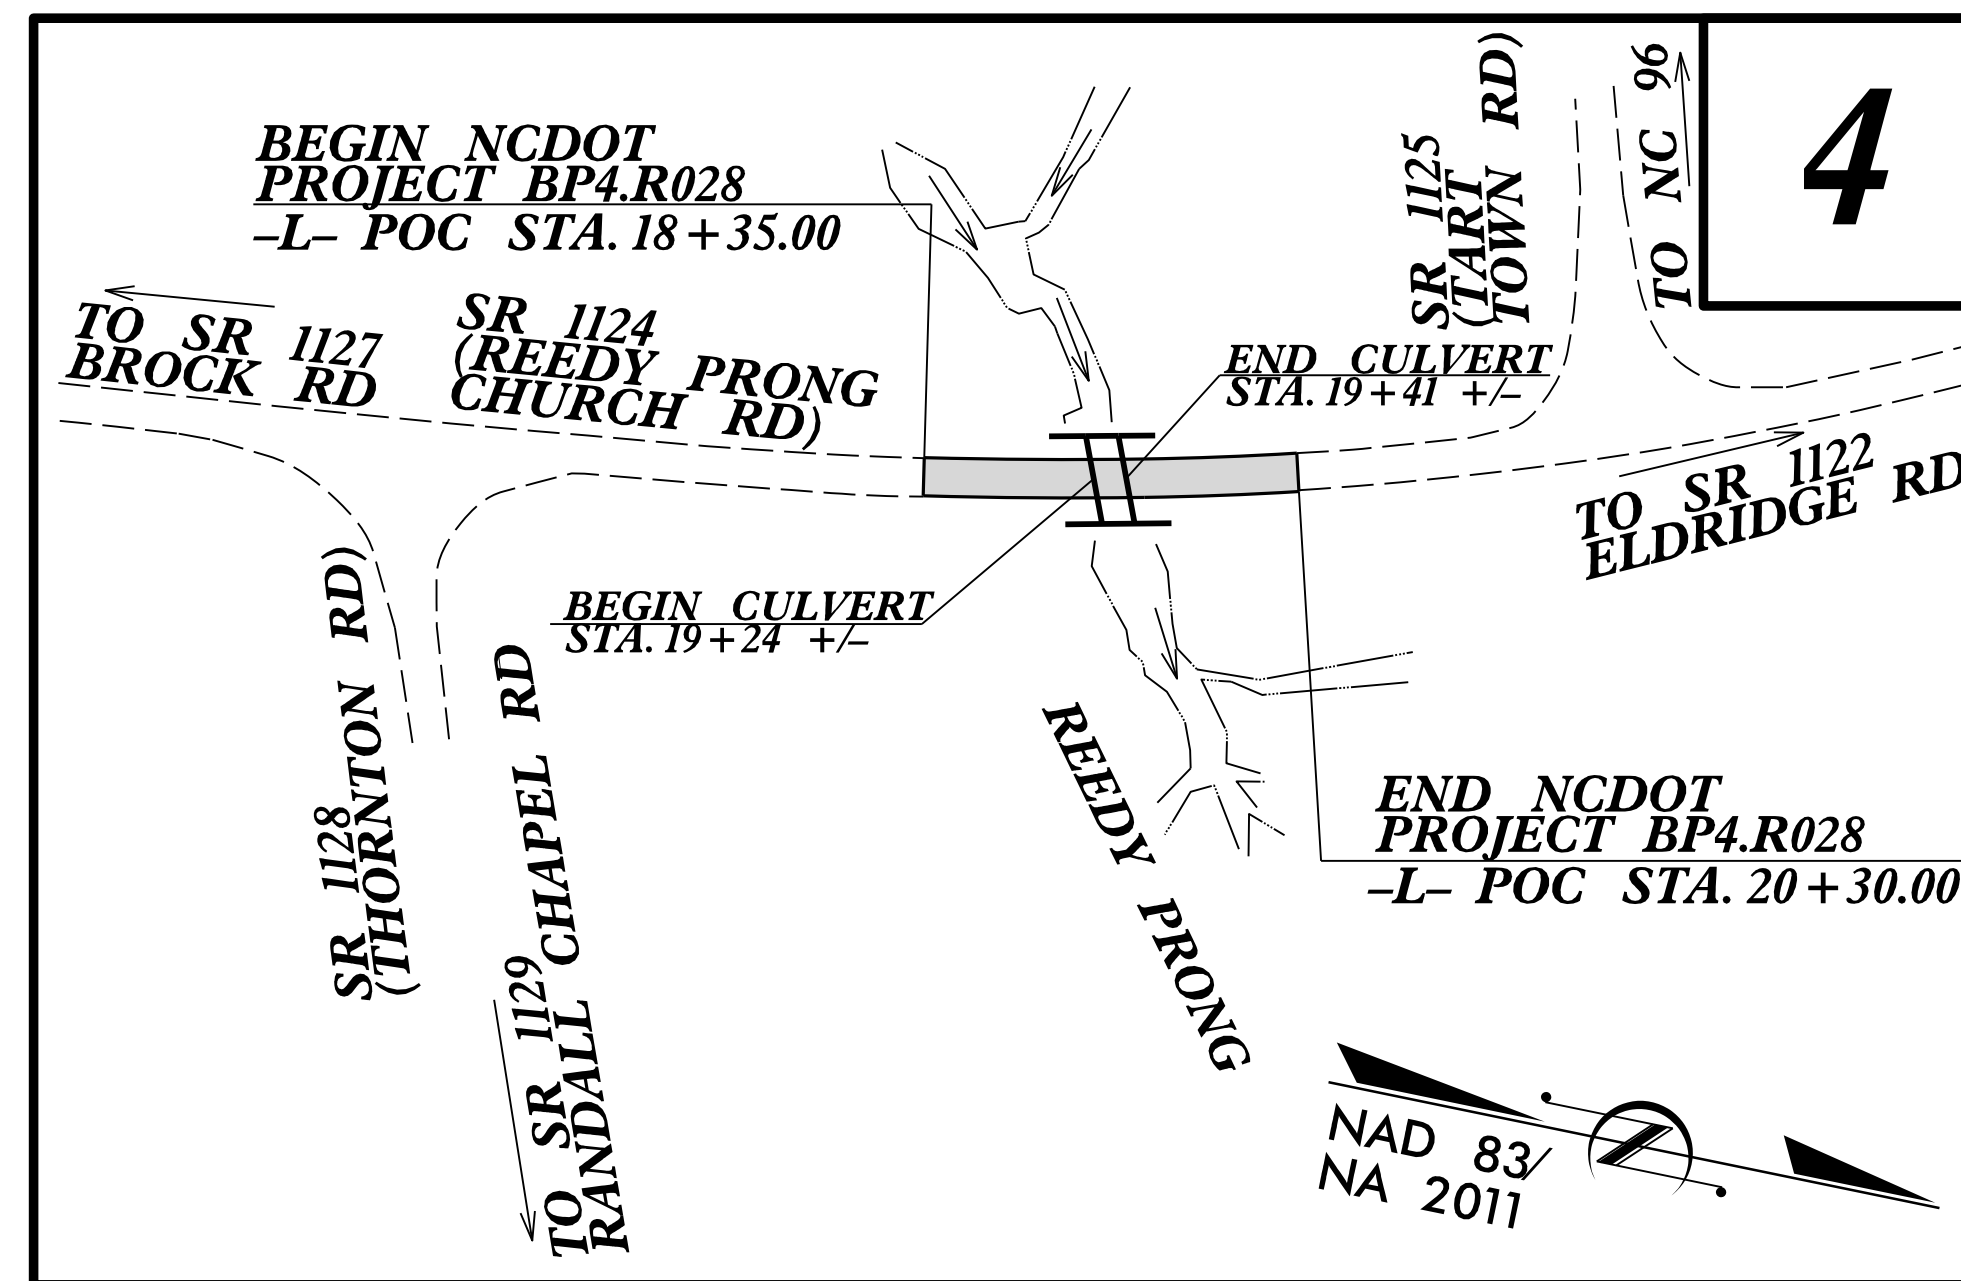 BEGIN NCDOT
PROJECT BP4.R028
–L– POC STA. 18+35.00
4
SR 1125
(TART
TOWN RD)
TO NC 96
TO SR 1127
BROCK RD
SR 1124
(REEDY PRONG
CHURCH RD)
END CULVERT
STA. 19+41 +/–
TO SR 1122
ELDRIDGE RD
BEGIN CULVERT
STA. 19+24 +/–
SR 1128
(THORNTON RD)
TO SR 1129
RANDALL CHAPEL RD
REEDY PRONG
END NCDOT
PROJECT BP4.R028
–L– POC STA. 20+30.00
NAD 83/
NA 2011